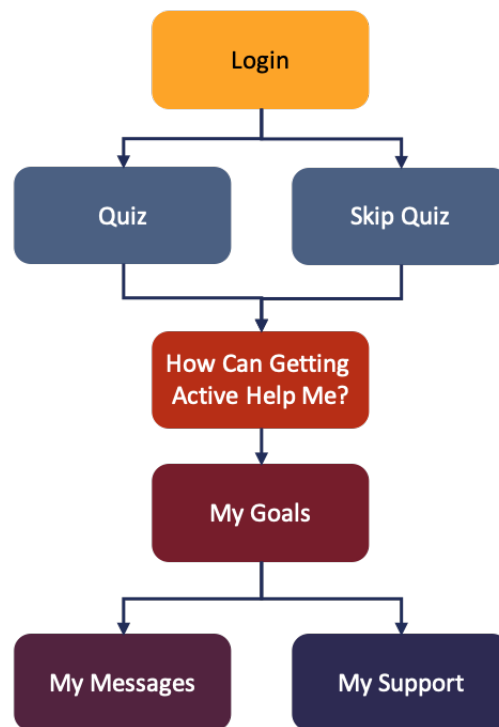 Login
Quiz
Skip Quiz
How Can Getting
Active Help Me?
My Goals
My Messages
My Support